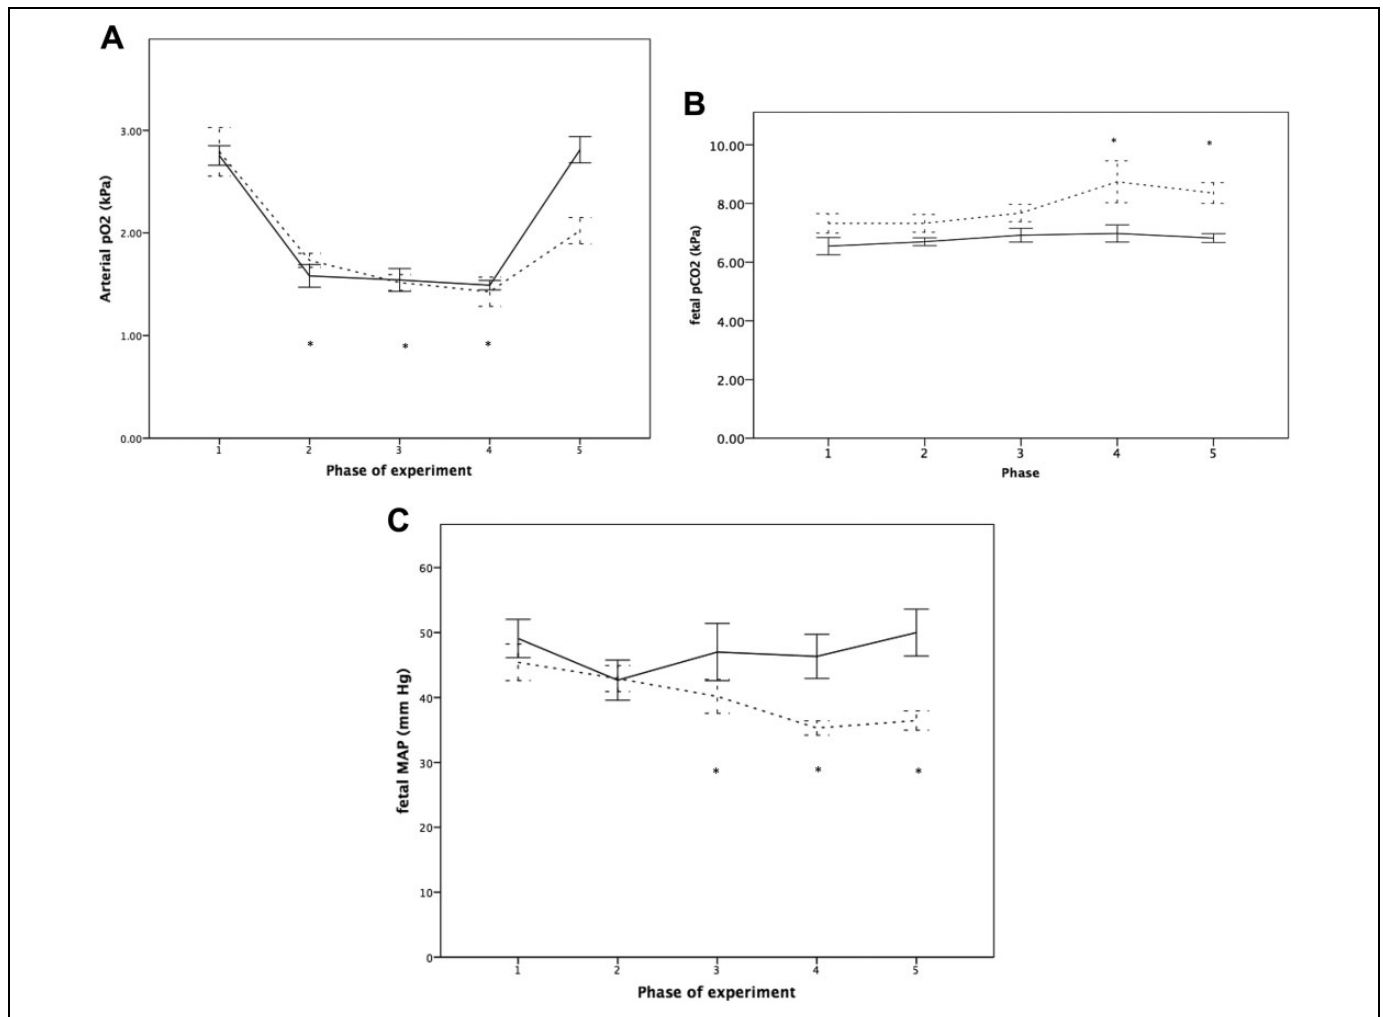 A
Arterial pO2 (kPa)
3.00
2.00
1.00
0.00
*
*
*
1 2 3 4 5
Phase of experiment
B
fetal pCO2 (kPa)
10.00
8.00
6.00
4.00
2.00
0.00
*
*
1 2 3 4 5
Phase
C
fetal MAP (mm Hg)
60
50
40
30
20
10
0
*
*
*
1 2 3 4 5
Phase of experiment